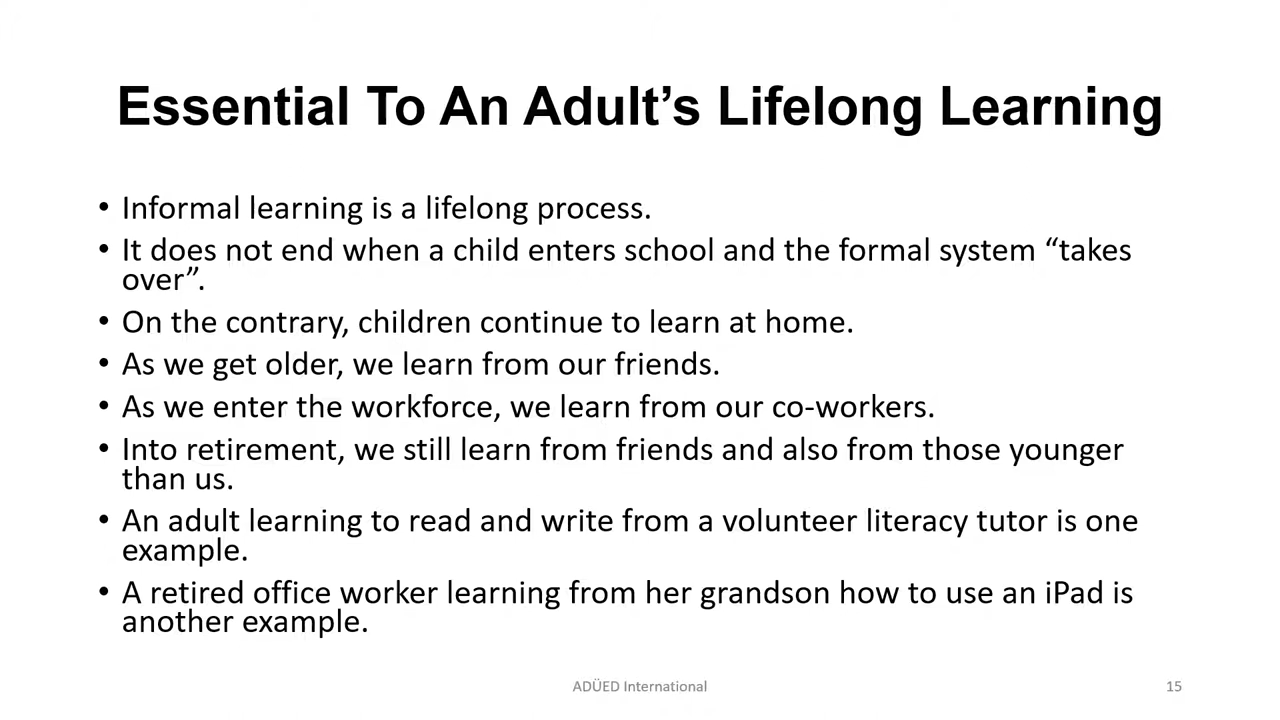 Essential To An Adult’s Lifelong Learning
• Informal learning is a lifelong process.
• It does not end when a child enters school and the formal system “takes
over”.
• On the contrary, children continue to learn at home.
• As we get older, we learn from our friends.
• As we enter the workforce, we learn from our co-workers.
• Into retirement, we still learn from friends and also from those younger
than us.
• An adult learning to read and write from a volunteer literacy tutor is one
example.
• A retired office worker learning from her grandson how to use an iPad is
another example.
ADÜED International
15